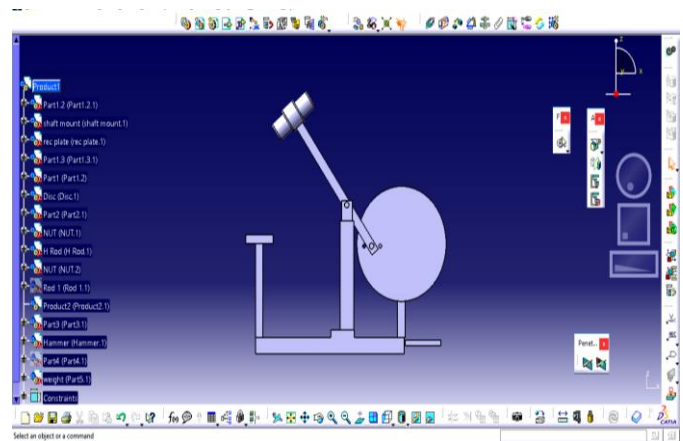 Product1
Part1.2 (Part1.2.1)
shaft mount (shaft mount.1)
rec plate (rec plate.1)
Part1.3 (Part1.3.1)
Part1 (Part1.2)
Disc (Disc.1)
Part2 (Part2.1)
NUT (NUT.1)
H Rod (H Rod.1)
NUT (NUT.2)
Rod 1 (Rod 1.1)
Product2 (Product2.1)
Part3 (Part3.1)
Hammer (Hammer.1)
Part4 (Part4.1)
weight (Part5.1)
Constraints
z
x
F
x
A
x
Penet...
x
f(x)
CATIA
Select an object or a command